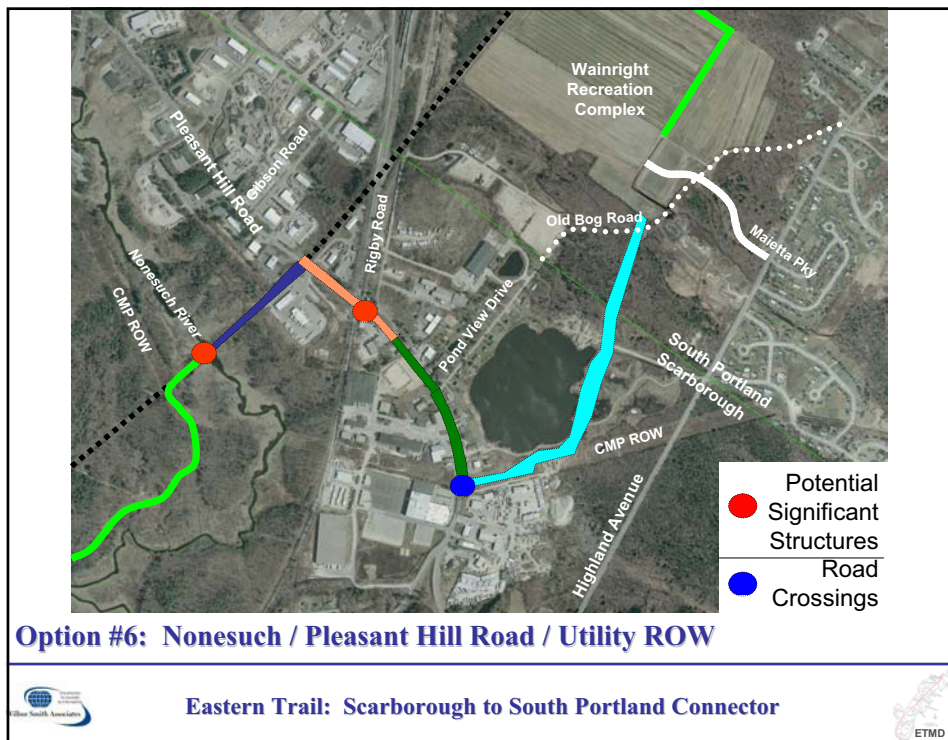 Wainright
Recreation
Complex
Pleasant Hill Road
Gibson Road
Rigby Road
Old Bog Road
Maietta Pky
Nonesuch River
CMP ROW
Pond View Drive
South Portland
Scarborough
CMP ROW
Highland Avenue
Potential
Significant
Structures
Road
Crossings
Option #6: Nonesuch / Pleasant Hill Road / Utility ROW
Wilbur Smith Associates
Eastern Trail: Scarborough to South Portland Connector
ETMD